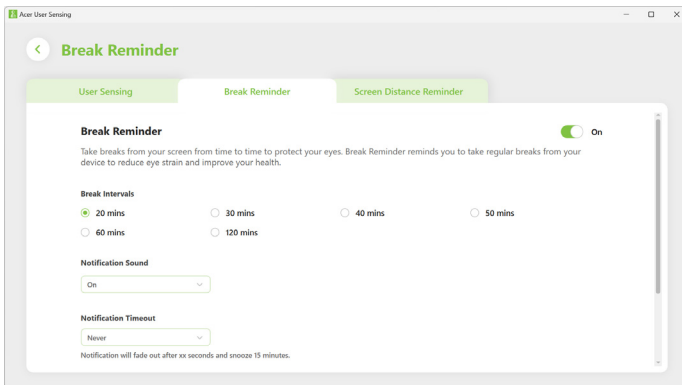 Acer User Sensing
Break Reminder
User Sensing
Break Reminder
Screen Distance Reminder
Break Reminder
On
Take breaks from your screen from time to time to protect your eyes. Break Reminder reminds you to take regular breaks from your
device to reduce eye strain and improve your health.
Break Intervals
20 mins
30 mins
40 mins
50 mins
60 mins
120 mins
Notification Sound
On
Notification Timeout
Never
Notification will fade out after xx seconds and snooze 15 minutes.